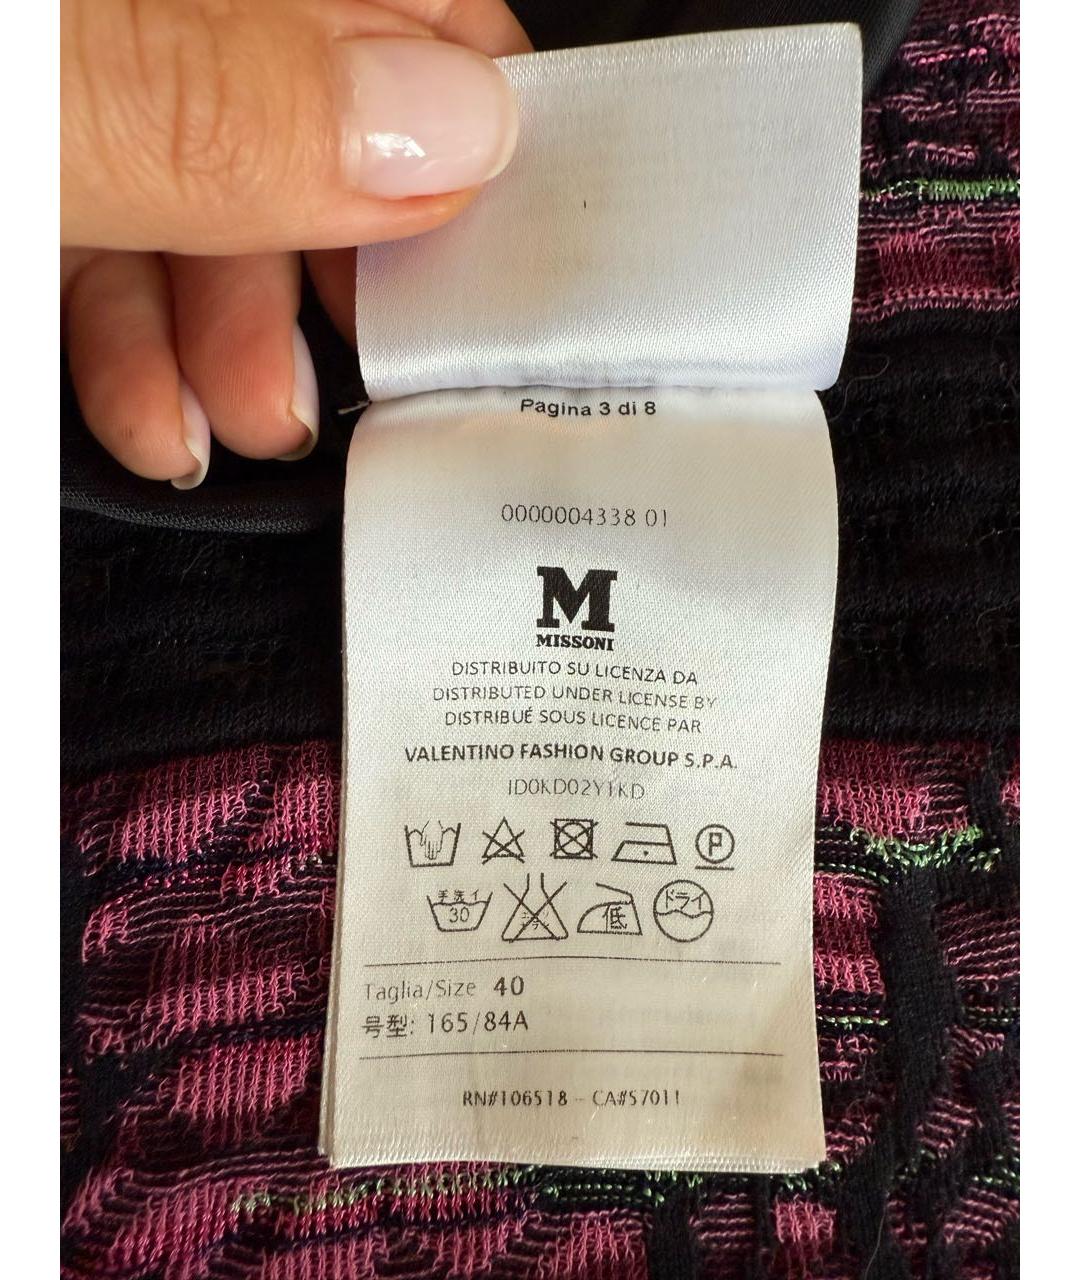 Pagina 3 di 8
0000004338 01
M
MISSONI
DISTRIBUITO SU LICENZA DA
DISTRIBUTED UNDER LICENSE BY
DISTRIBUÉ SOUS LICENCE PAR
VALENTINO FASHION GROUP S.P.A.
ID0KD02Y1KD
P
手洗イ 30 低 ドライ
Taglia/Size 40
号型: 165/84A
RN#106518 - CA#57011